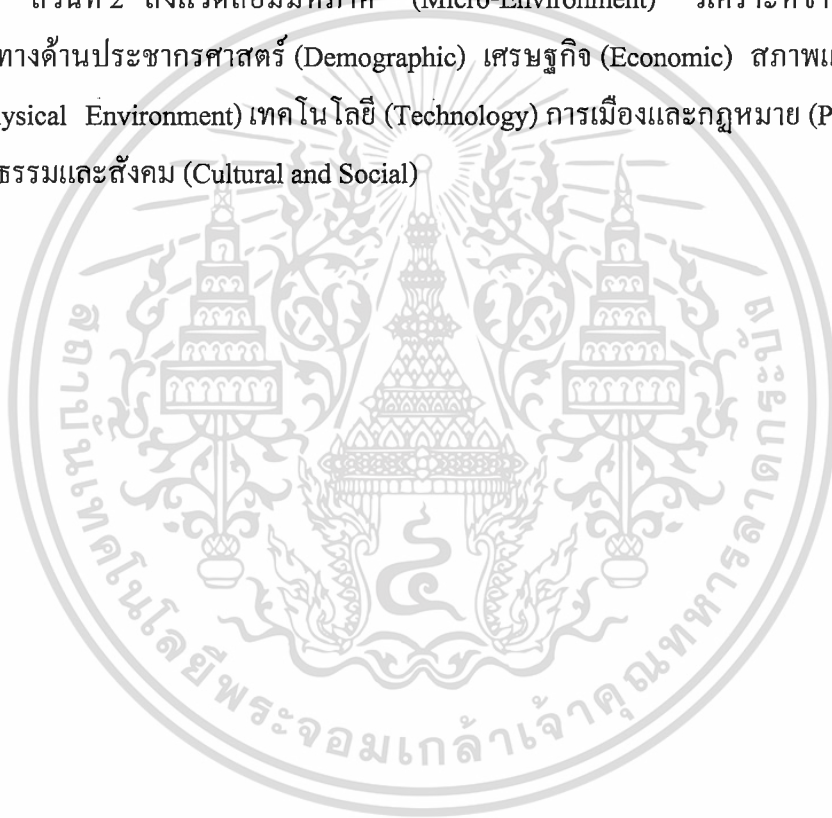 ส่วนที่ 2 สิ่งแวดล้อมมหภาค (Micro-Environment) วิเคราะห์
ทางด้านประชากรศาสตร์ (Demographic) เศรษฐกิจ (Economic) สภาพแ
ysical Environment) เทคโนโลยี (Technology) การเมืองและกฎหมาย (P
ธรรมและสังคม (Cultural and Social)
สถาบันเทคโนโลยีพระจอมเกล้าเจ้าคุณทหารลาดกระบัง